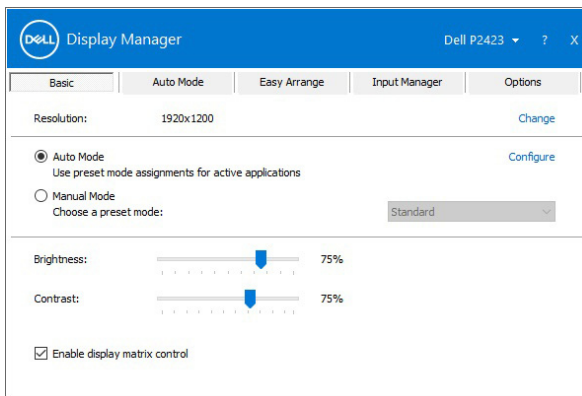 DELL Display Manager Dell P2423 ? X
Basic Auto Mode Easy Arrange Input Manager Options
Resolution: 1920x1200 Change
Auto Mode Configure
Use preset mode assignments for active applications
Manual Mode
Choose a preset mode: Standard
Brightness: 75%
Contrast: 75%
Enable display matrix control